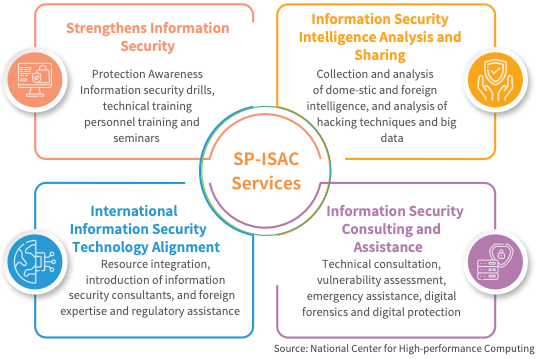 Strengthens Information
Security
Protection Awareness
Information security drills,
technical training
personnel training and
seminars
Information Security
Intelligence Analysis and
Sharing
Collection and analysis
of dome-stic and foreign
intelligence, and analysis of
hacking techniques and big
data
SP-ISAC
Services
International
Information Security
Technology Alignment
Resource integration,
introduction of information
security consultants, and foreign
expertise and regulatory assistance
Information Security
Consulting and
Assistance
Technical consultation,
vulnerability assessment,
emergency assistance, digital
forensics and digital protection
Source: National Center for High-performance Computing